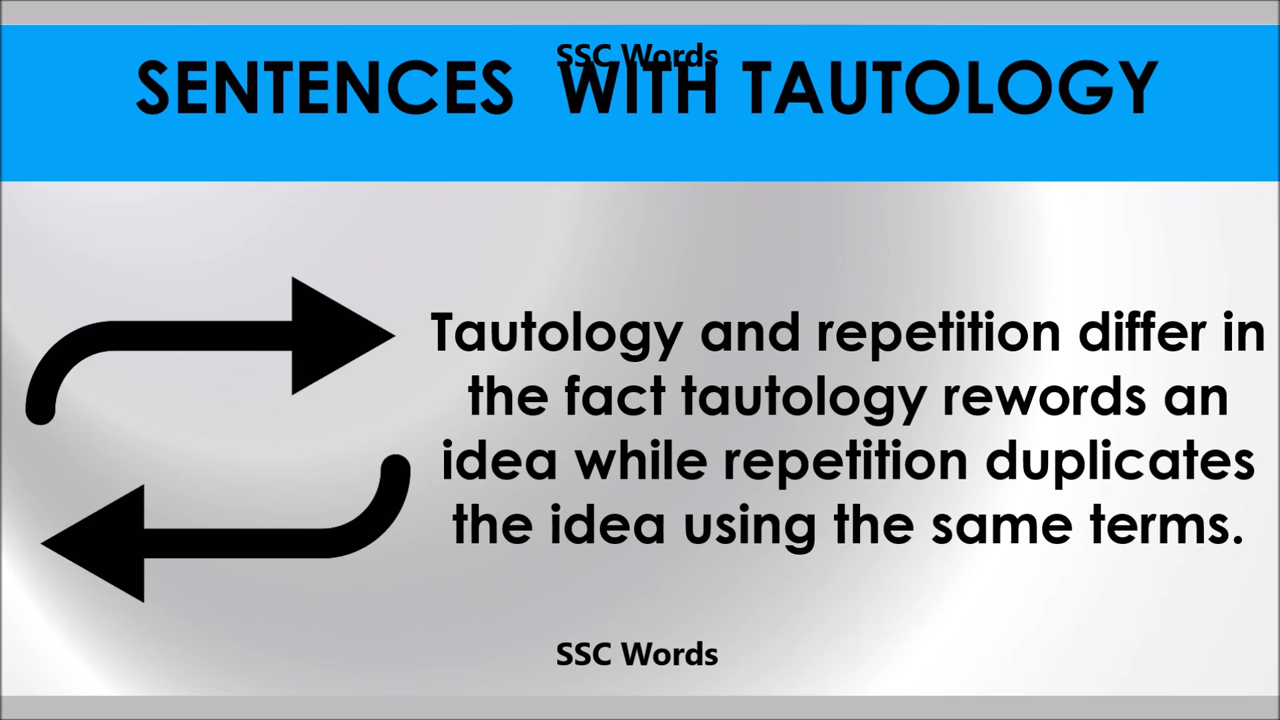 SSC Words
SENTENCES WITH TAUTOLOGY
Tautology and repetition differ in
the fact tautology rewords an
idea while repetition duplicates
the idea using the same terms.
SSC Words